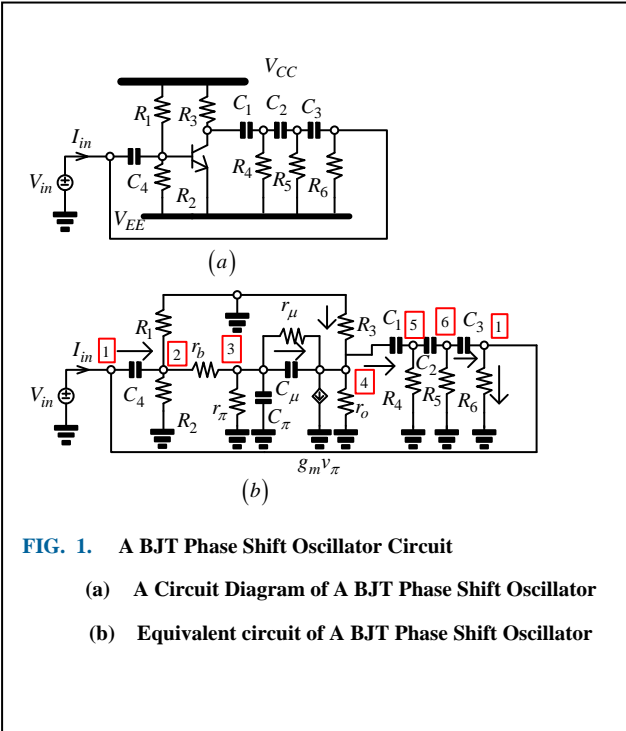 V_CC
R_1 R_3 C_1 C_2 C_3
I_in
V_in C_4 R_2 R_4 R_5 R_6
V_EE
(a)
r_μ
R_1 r_b R_3 C_1 5 6 C_3 1
1 2 3
I_in C_4 C_μ 4 C_2
V_in R_2 r_π C_π r_o R_4 R_5 R_6
g_m v_π
(b)
FIG. 1. A BJT Phase Shift Oscillator Circuit
(a) A Circuit Diagram of A BJT Phase Shift Oscillator
(b) Equivalent circuit of A BJT Phase Shift Oscillator